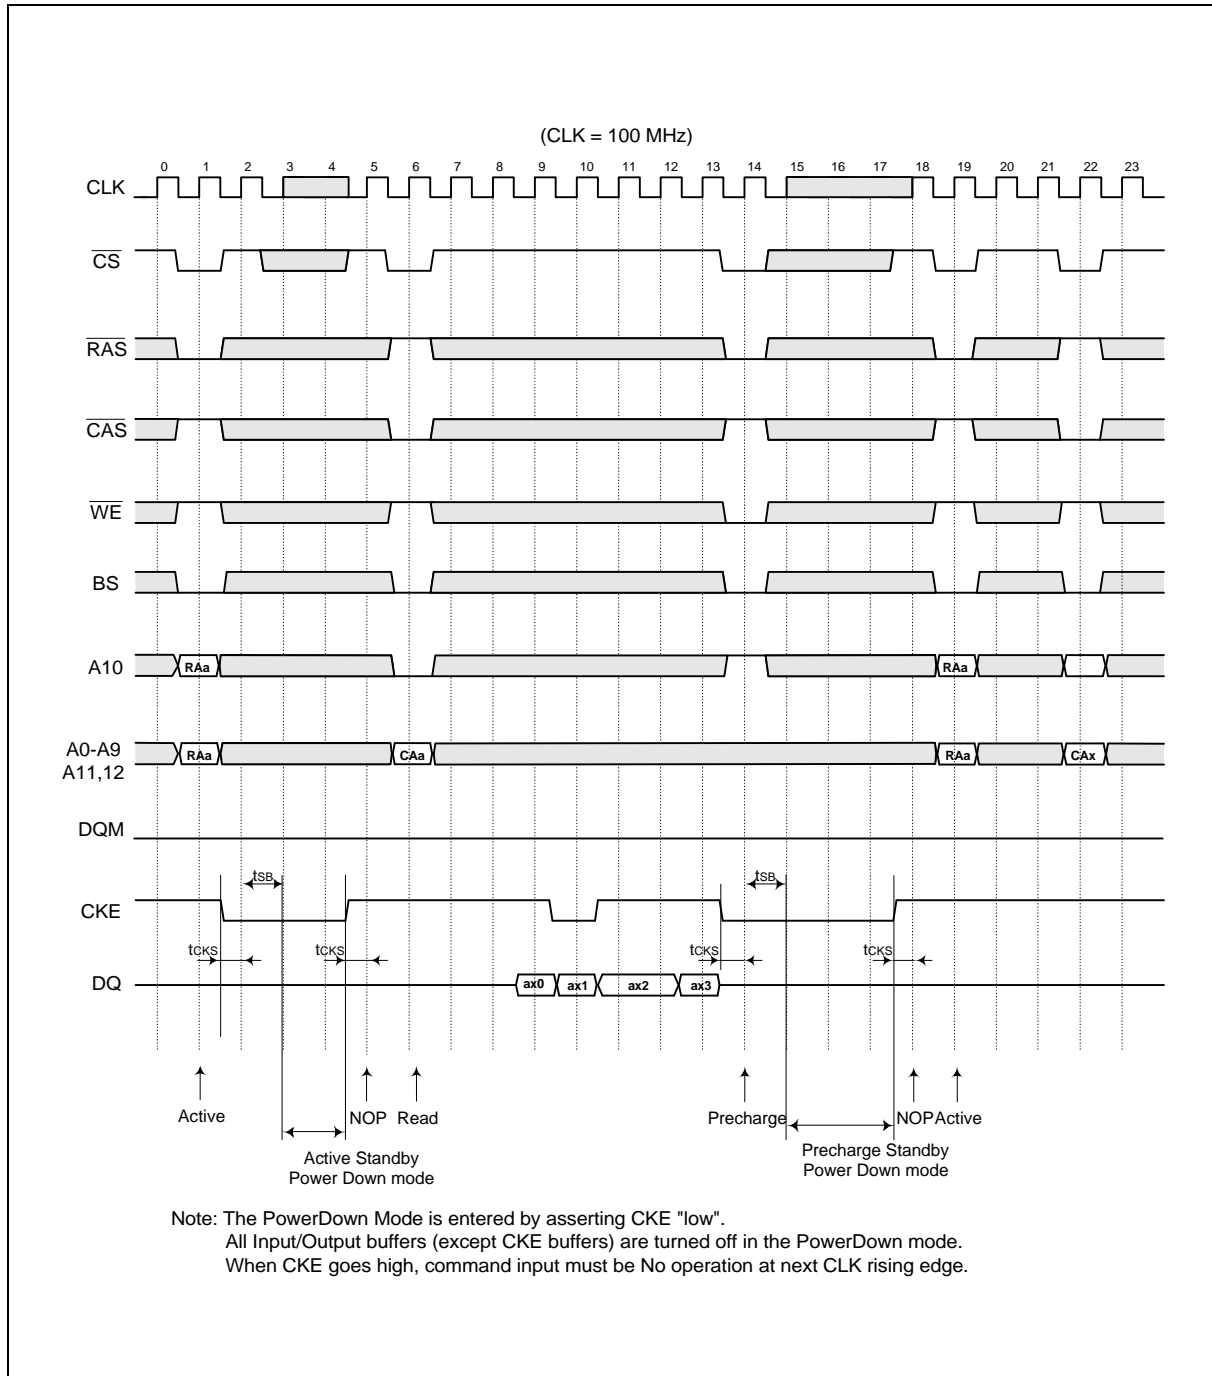 (CLK = 100 MHz)
0 1 2 3 4 5 6 7 8 9 10 11 12 13 14 15 16 17 18 19 20 21 22 23
CLK
CS
RAS
CAS
WE
BS
A10 RAa RAa
A0-A9
A11,12
RAa CAa RAa CAx
DQM
tSB tSB
CKE
tCKS tCKS tCKS tCKS
DQ ax0 ax1 ax2 ax3
Active NOP Read Precharge NOP Active
Active Standby
Power Down mode
Precharge Standby
Power Down mode
Note: The PowerDown Mode is entered by asserting CKE "low".
All Input/Output buffers (except CKE buffers) are turned off in the PowerDown mode.
When CKE goes high, command input must be No operation at next CLK rising edge.